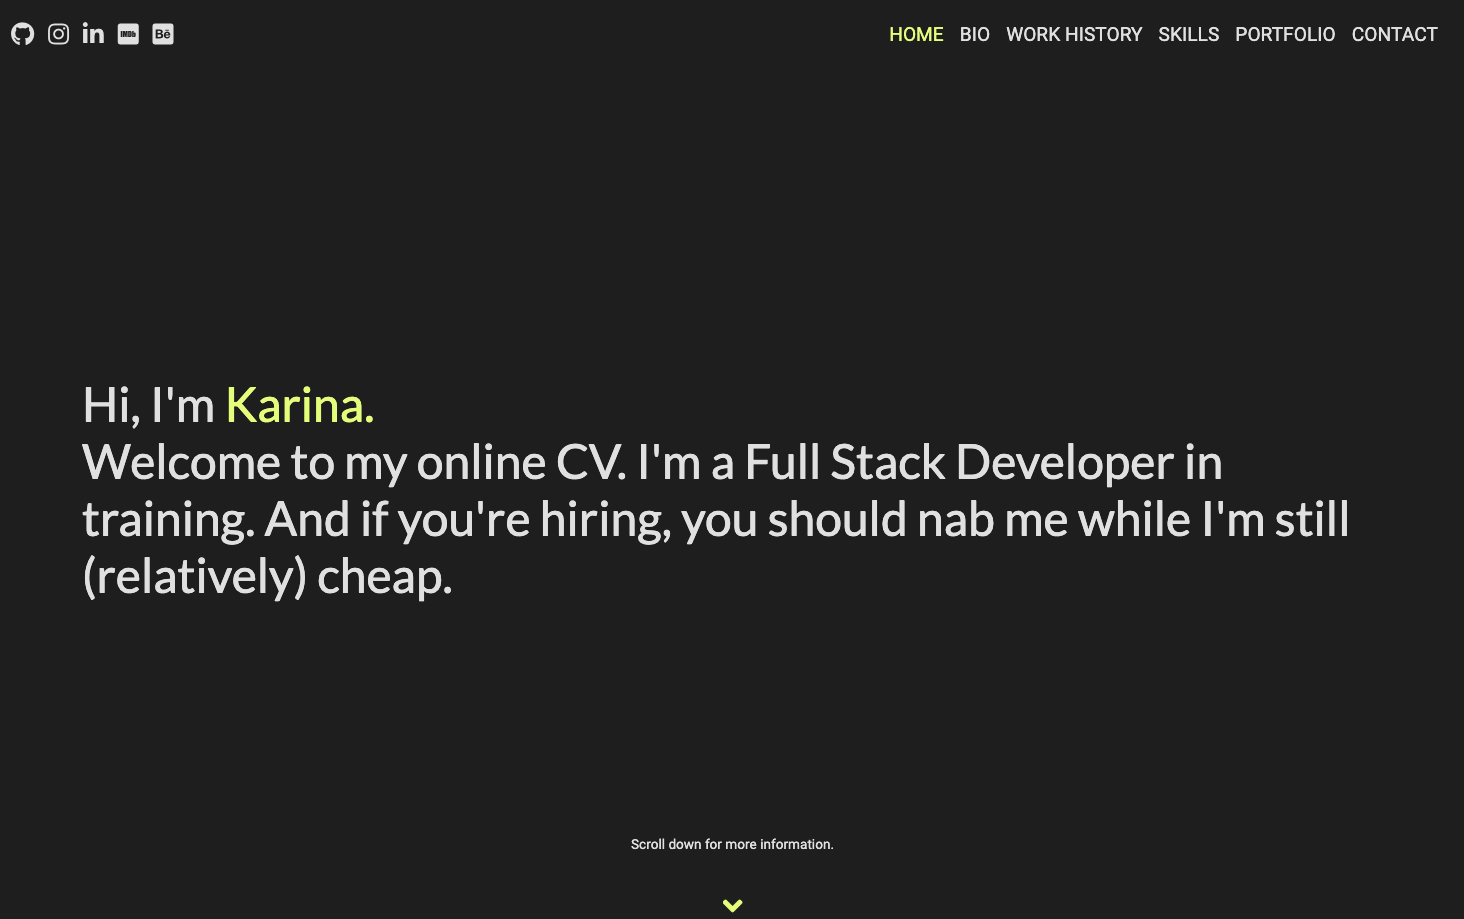 IMDb Bē
HOME BIO WORK HISTORY SKILLS PORTFOLIO CONTACT
Hi, I'm Karina.
Welcome to my online CV. I'm a Full Stack Developer in
training. And if you're hiring, you should nab me while I'm still
(relatively) cheap.
Scroll down for more information.